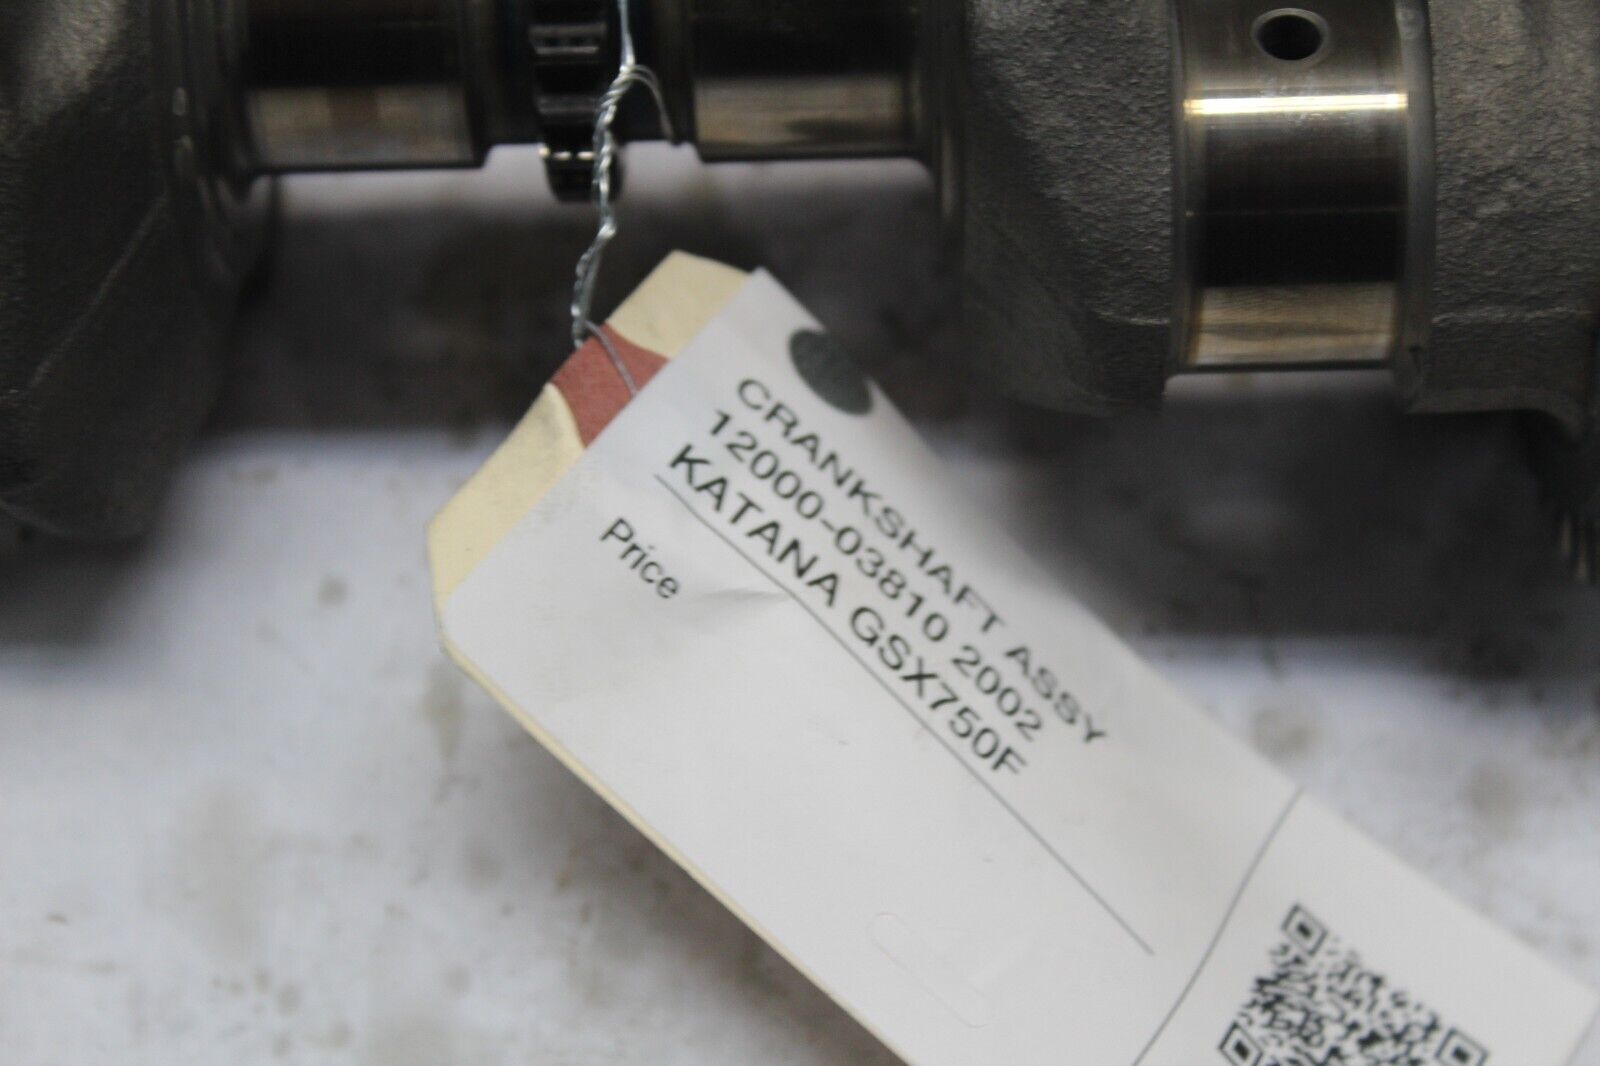 CRANKSHAFT ASSY
12000-03810 2002
KATANA GSX750F
Price